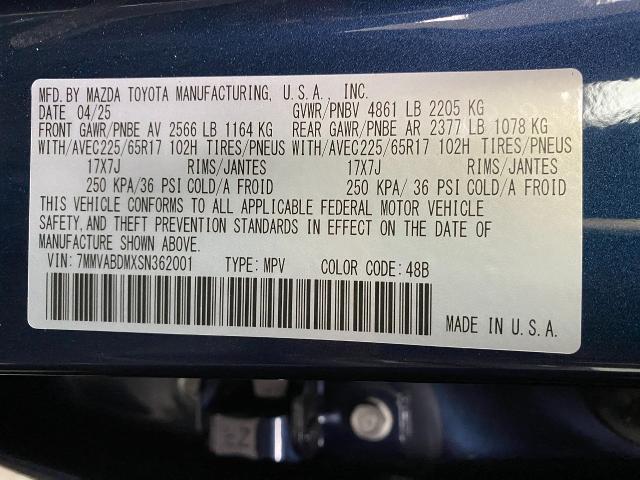 MFD. BY MAZDA TOYOTA MANUFACTURING, U.S.A., INC.
DATE 04/25 GVWR/PNBV 4861 LB 2205 KG
FRONT GAWR/PNBE AV 2566 LB 1164 KG REAR GAWR/PNBE AR 2377 LB 1078 KG
WITH/AVEC225/65R17 102H TIRES/PNEUS WITH/AVEC225/65R17 102H TIRES/PNEUS
17X7J RIMS/JANTES 17X7J RIMS/JANTES
250 KPA/36 PSI COLD/A FROID 250 KPA/ 36 PSI COLD/A FROID
THIS VEHICLE CONFORMS TO ALL APPLICABLE FEDERAL MOTOR VEHICLE
SAFETY, AND THEFT PREVENTION STANDARDS IN EFFECT ON THE DATE OF
MANUFACTURE SHOWN ABOVE.
VIN: 7MMVABDMXSN362001 TYPE: MPV COLOR CODE: 48B
MADE IN U.S.A.